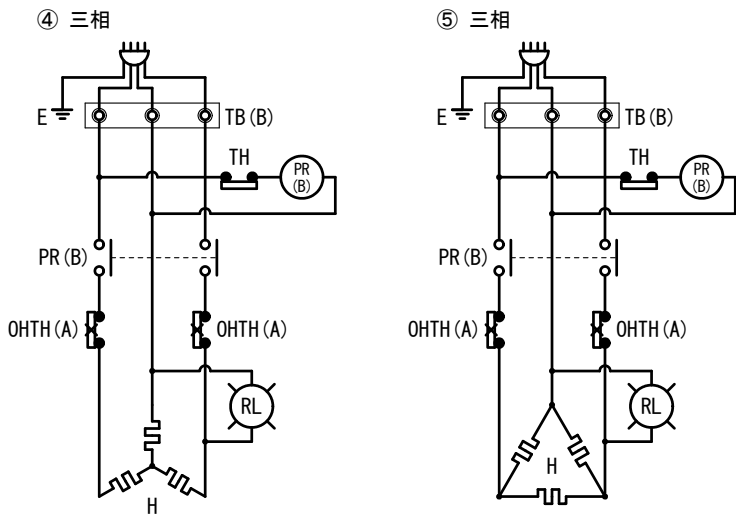 ④ 三相
E
TB(B)
TH
PR
(B)
PR(B)
OHTH(A)
OHTH(A)
RL
H
⑤ 三相
E
TB(B)
TH
PR
(B)
PR(B)
OHTH(A)
OHTH(A)
RL
H